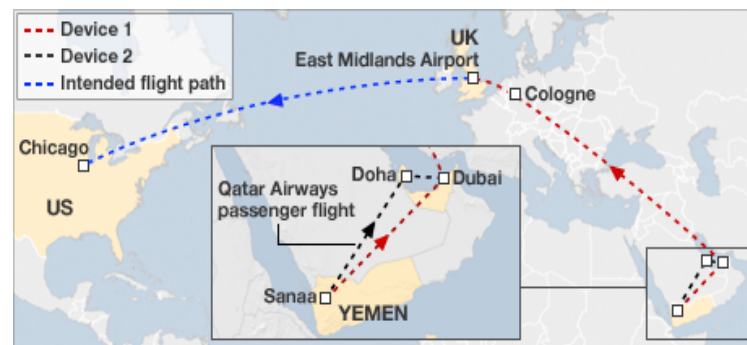 Device 1
Device 2
Intended flight path
UK
East Midlands Airport
Cologne
Chicago
US
Doha
Dubai
Qatar Airways
passenger flight
Sanaa
YEMEN